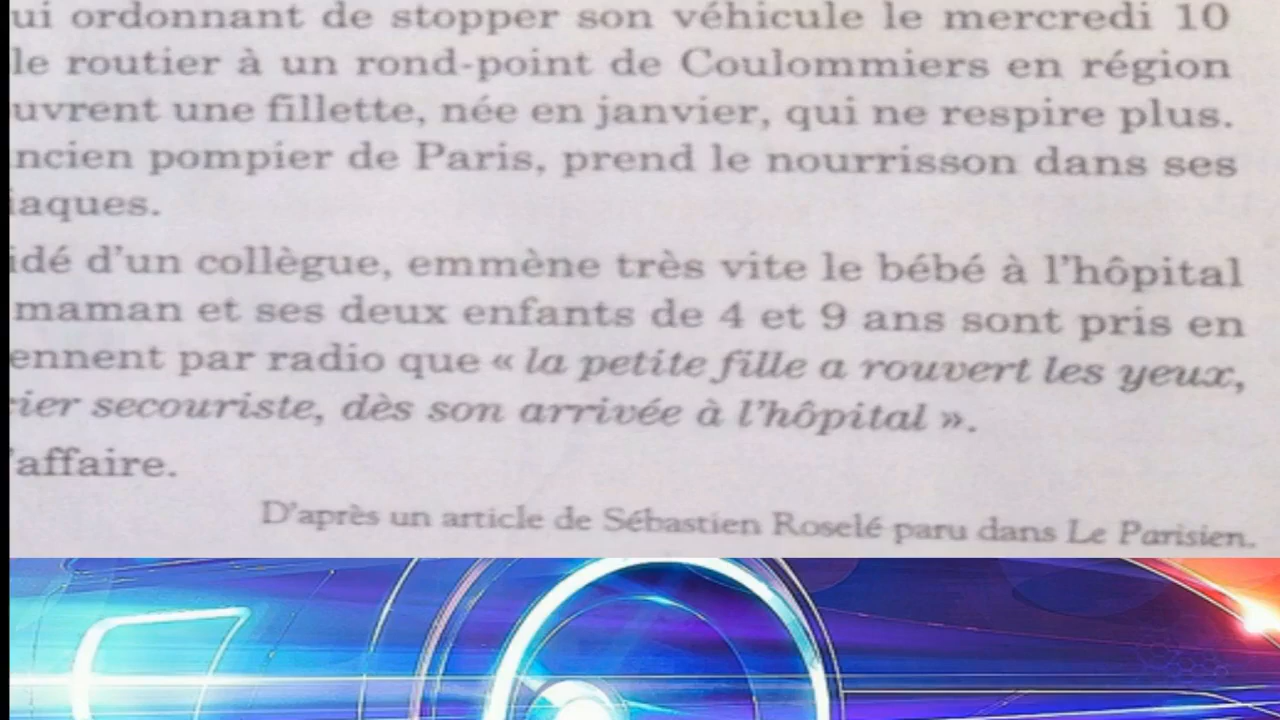 ui ordonnant de stopper son véhicule le mercredi 10
le routier à un rond-point de Coulommiers en région
uvrent une fillette, née en janvier, qui ne respire plus.
ncien pompier de Paris, prend le nourrisson dans ses
iaques.
idé d'un collègue, emmène très vite le bébé à l'hôpital
maman et ses deux enfants de 4 et 9 ans sont pris en
ennent par radio que « la petite fille a rouvert les yeux,
ier secouriste, dès son arrivée à l'hôpital ».
'affaire.
D'après un article de Sébastien Roselé paru dans Le Parisien.